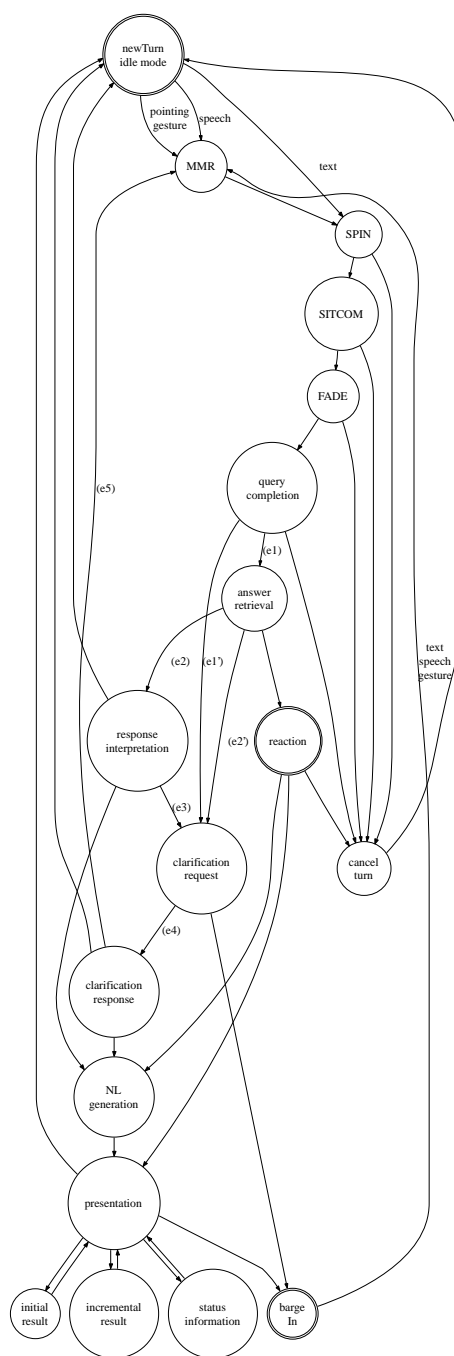 newTurn
idle mode
pointing
gesture
speech
MMR
text
SPIN
SITCOM
FADE
query
completion
(e5)
(e1)
answer
retrieval
(e2)
(e1')
text
speech
gesture
response
interpretation
(e2')
reaction
(e3)
clarification
request
cancel
turn
(e4)
clarification
response
NL
generation
presentation
initial
result
incremental
result
status
information
barge
In